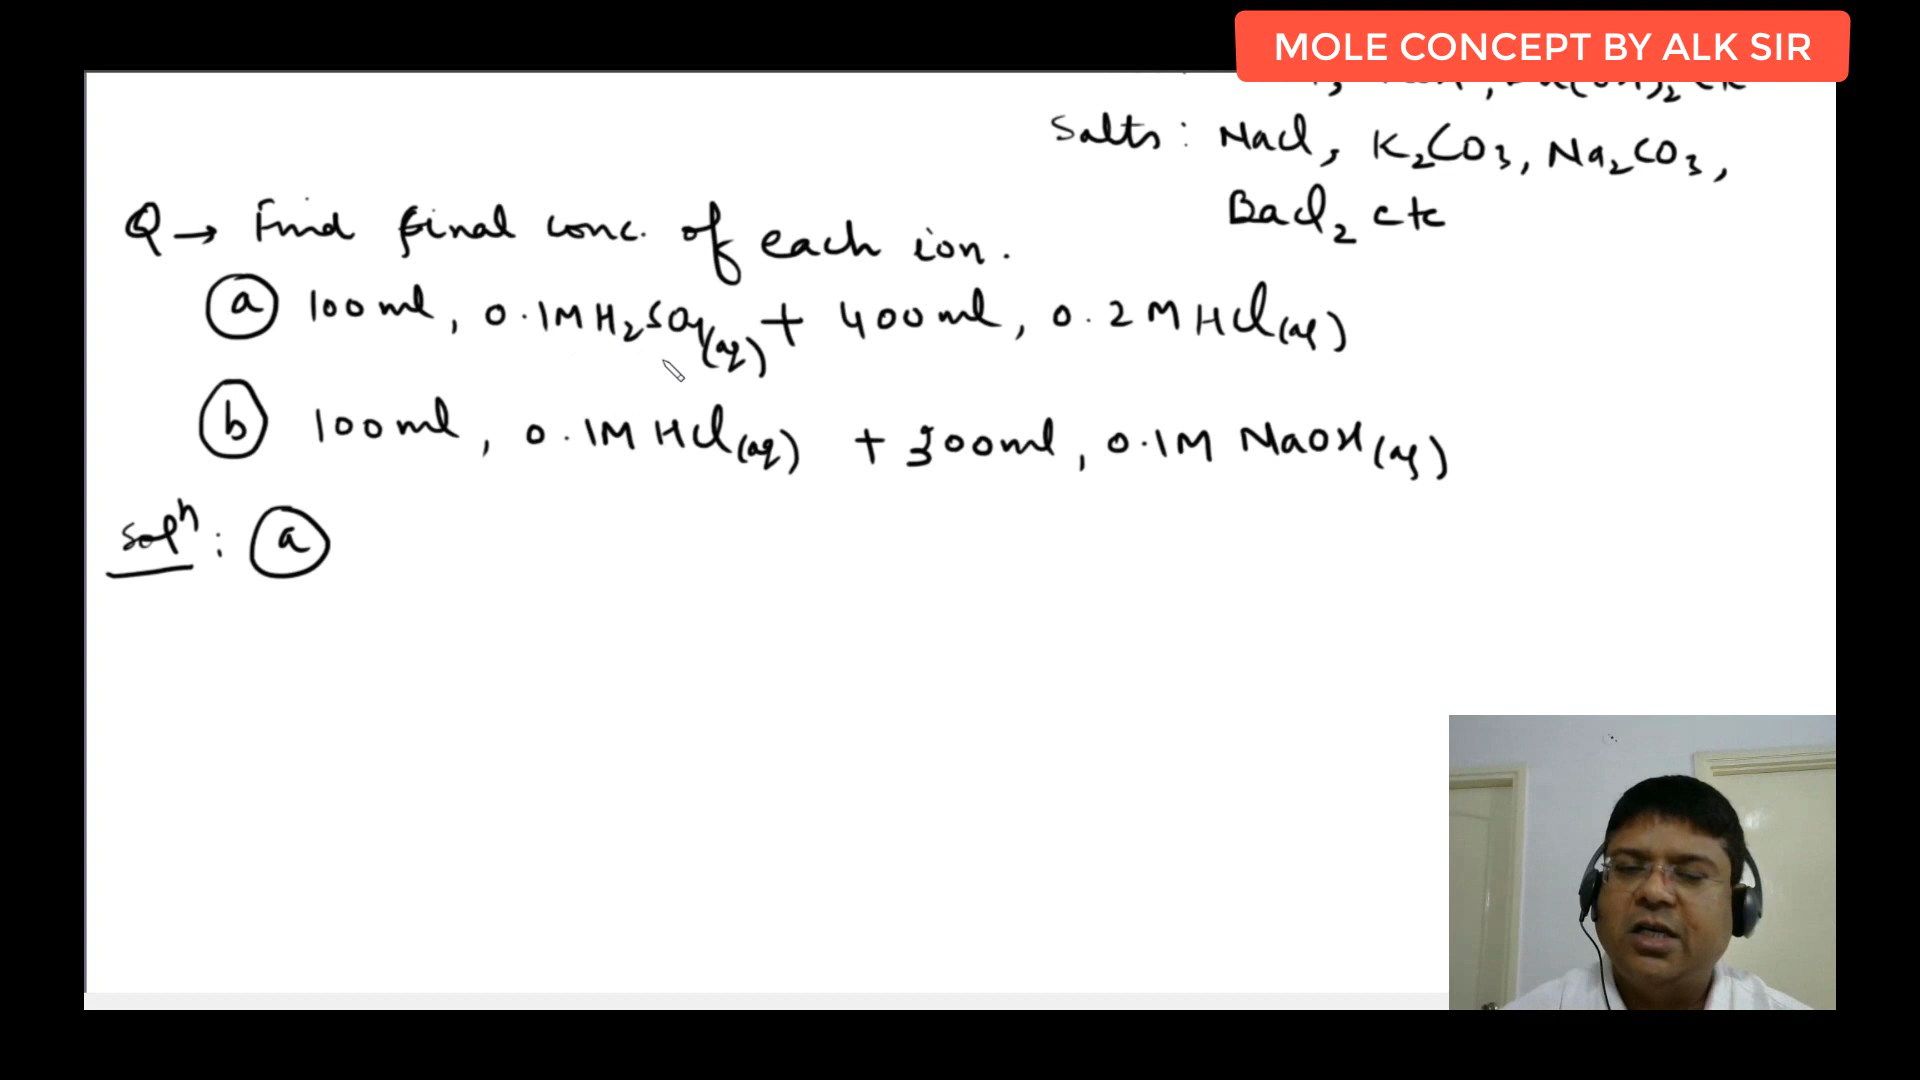 MOLE CONCEPT BY ALK SIR
Salts : NaCl, K₂CO₃, Na₂CO₃,
BaCl₂ etc
Q → Find final conc. of each ion.
(a) 100 ml, 0.1M H₂SO₄(aq) + 400 ml, 0.2 M HCl(aq)
(b) 100 ml, 0.1M HCl(aq) + 300 ml, 0.1M NaOH(aq)
Solⁿ : (a)